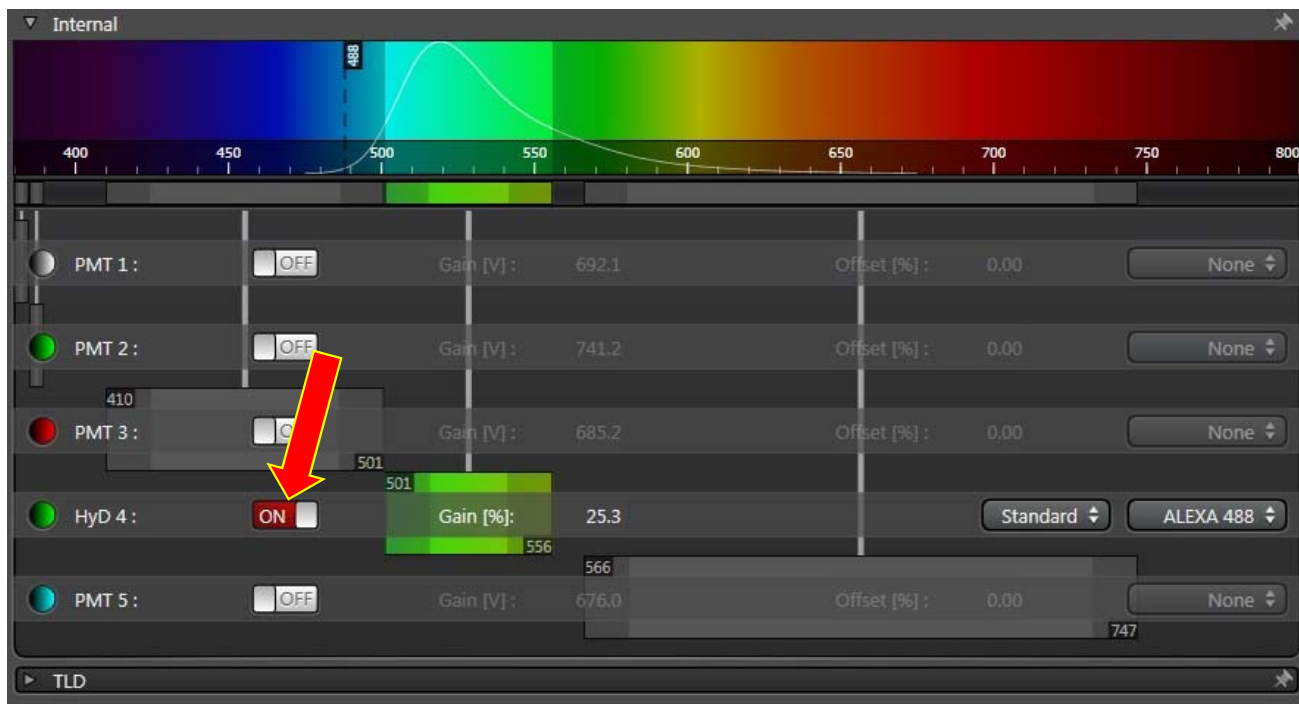 Internal
488
400 450 500 550 600 650 700 750 800
PMT 1 : OFF Gain [V] : 692.1 Offset [%] : 0.00 None
PMT 2 : OFF Gain [V] : 741.2 Offset [%] : 0.00 None
410
PMT 3 : Gain [V] : 685.2 Offset [%] : 0.00 None
501
501
HyD 4 : ON Gain [%]: 25.3 Standard ALEXA 488
556
566
PMT 5 : OFF Gain [V] : 676.0 Offset [%] : 0.00 None
747
TLD